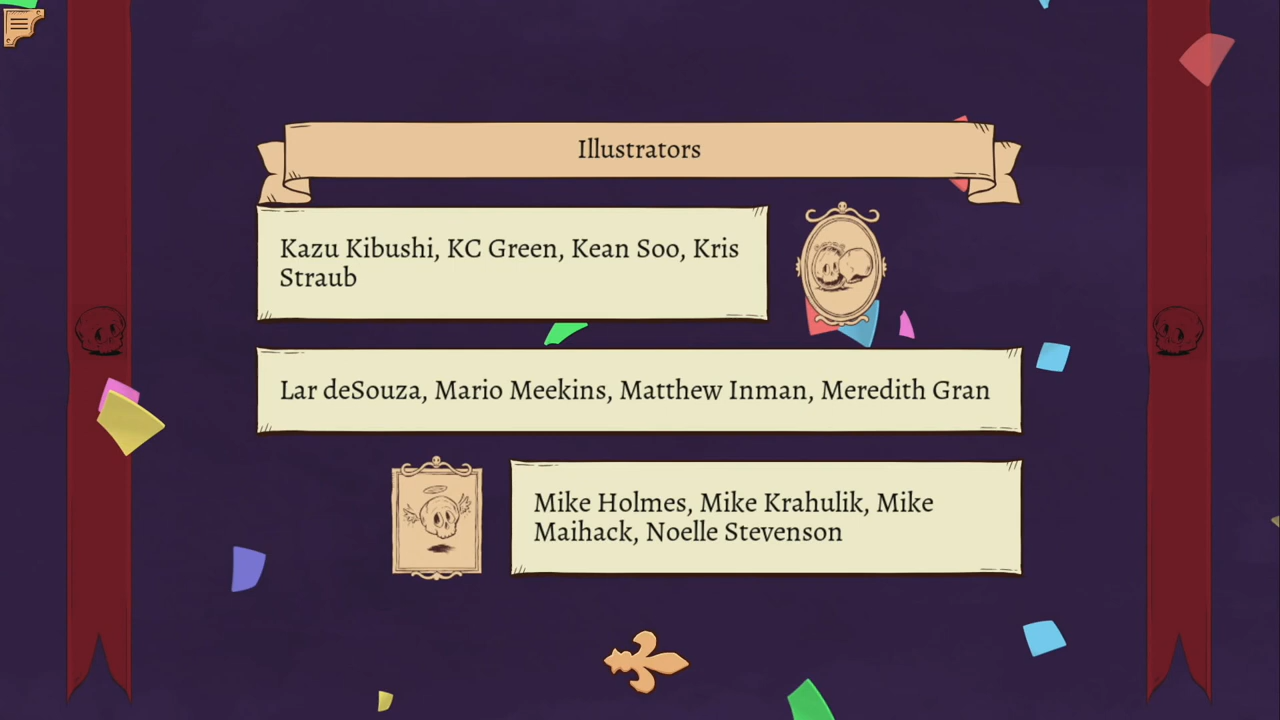 Illustrators
Kazu Kibushi, KC Green, Kean Soo, Kris
Straub
Lar deSouza, Mario Meekins, Matthew Inman, Meredith Gran
Mike Holmes, Mike Krahulik, Mike
Maihack, Noelle Stevenson